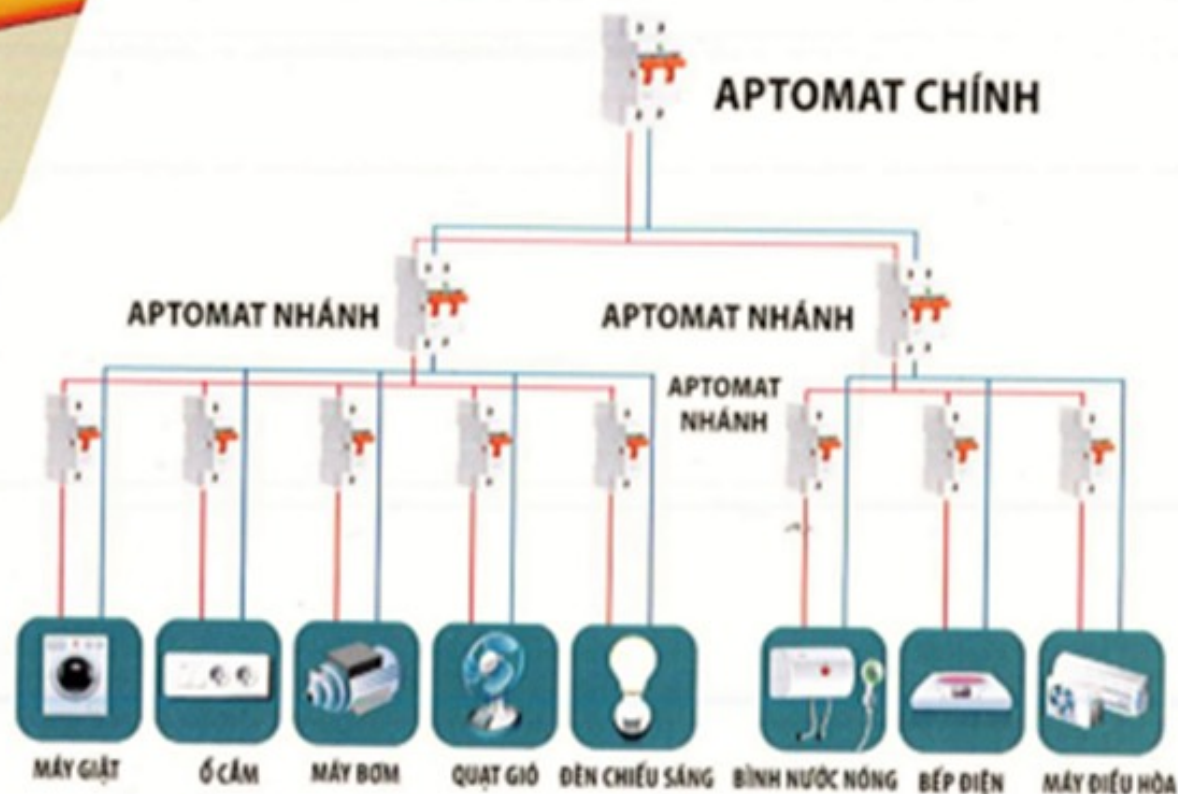 APTOMAT CHÍNH
APTOMAT NHÁNH
APTOMAT NHÁNH
APTOMAT
NHÁNH
MÁY GIẶT
Ổ CẮM
MÁY BƠM
QUẠT GIÓ
ĐÈN CHIẾU SÁNG
BÌNH NƯỚC NÓNG
BẾP ĐIỆN
MÁY ĐIỀU HÒA